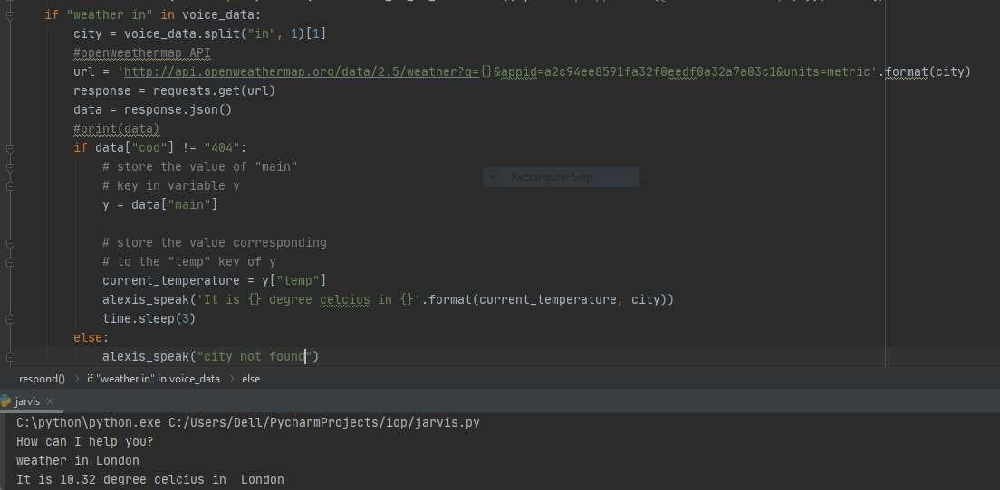 if "weather in" in voice_data:
city = voice_data.split("in", 1)[1]
#openweathermap API
url = 'http://api.openweathermap.org/data/2.5/weather?q={}&appid=a2c94ee8591fa32f0eedf0a32a7a03c1&units=metric'.format(city)
response = requests.get(url)
data = response.json()
#print(data)
if data["cod"] != "404":
# store the value of "main"
Rectangular Snip
# key in variable y
y = data["main"]
# store the value corresponding
# to the "temp" key of y
current_temperature = y["temp"]
alexis_speak('It is {} degree celcius in {}'.format(current_temperature, city))
time.sleep(3)
else:
alexis_speak("city not found")
respond() › if "weather in" in voice_data › else
jarvis ×
C:\python\python.exe C:/Users/Dell/PycharmProjects/iop/jarvis.py
How can I help you?
weather in London
It is 10.32 degree celcius in  London